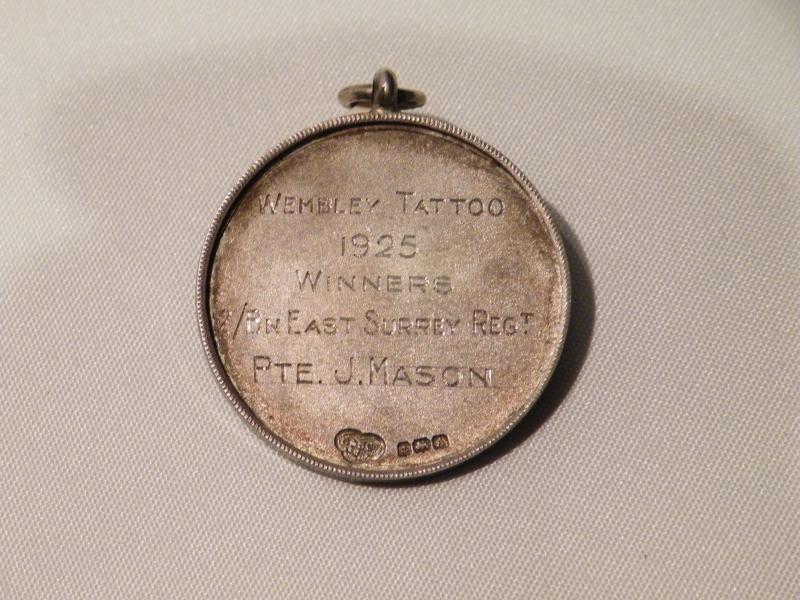 WEMBLEY TATTOO
1925
WINNERS
2/BN EAST SURREY REGT
PTE. J. MASON